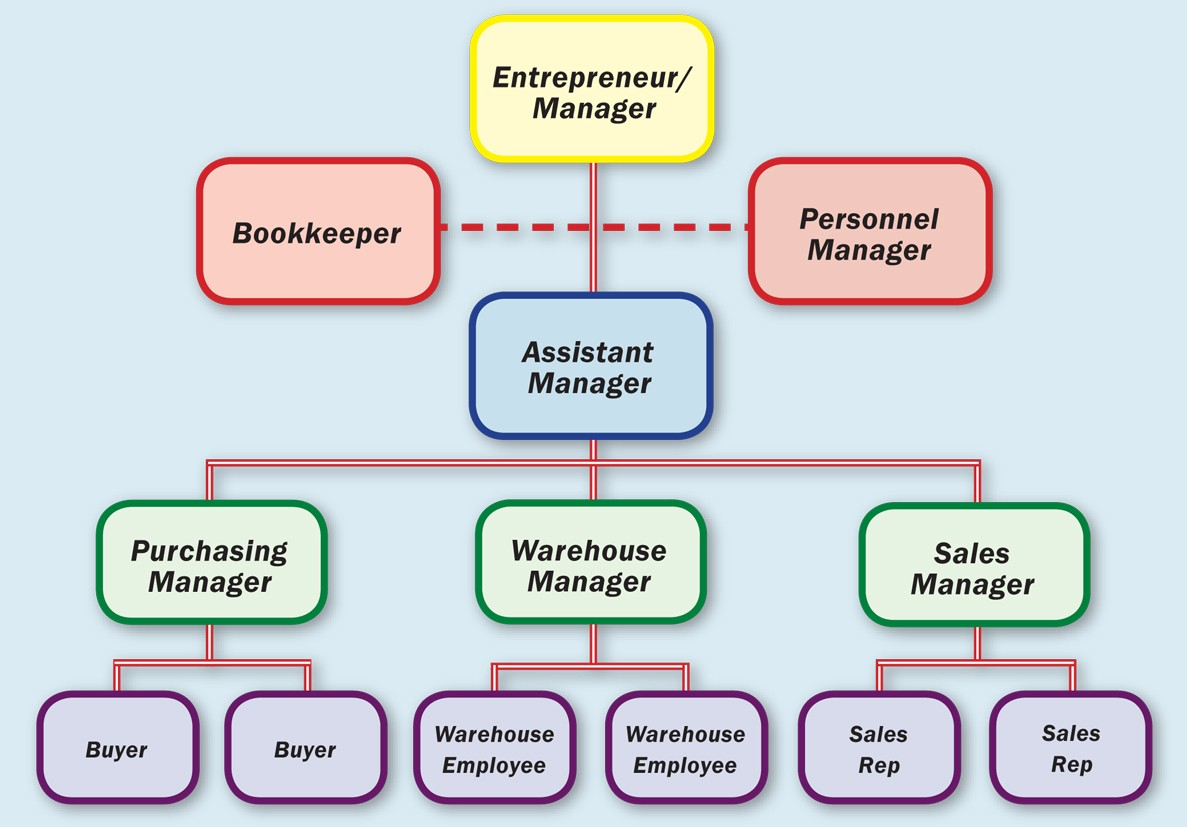 Entrepreneur/
Manager
Bookkeeper
Personnel
Manager
Assistant
Manager
Purchasing
Manager
Warehouse
Manager
Sales
Manager
Buyer
Buyer
Warehouse
Employee
Warehouse
Employee
Sales
Rep
Sales
Rep